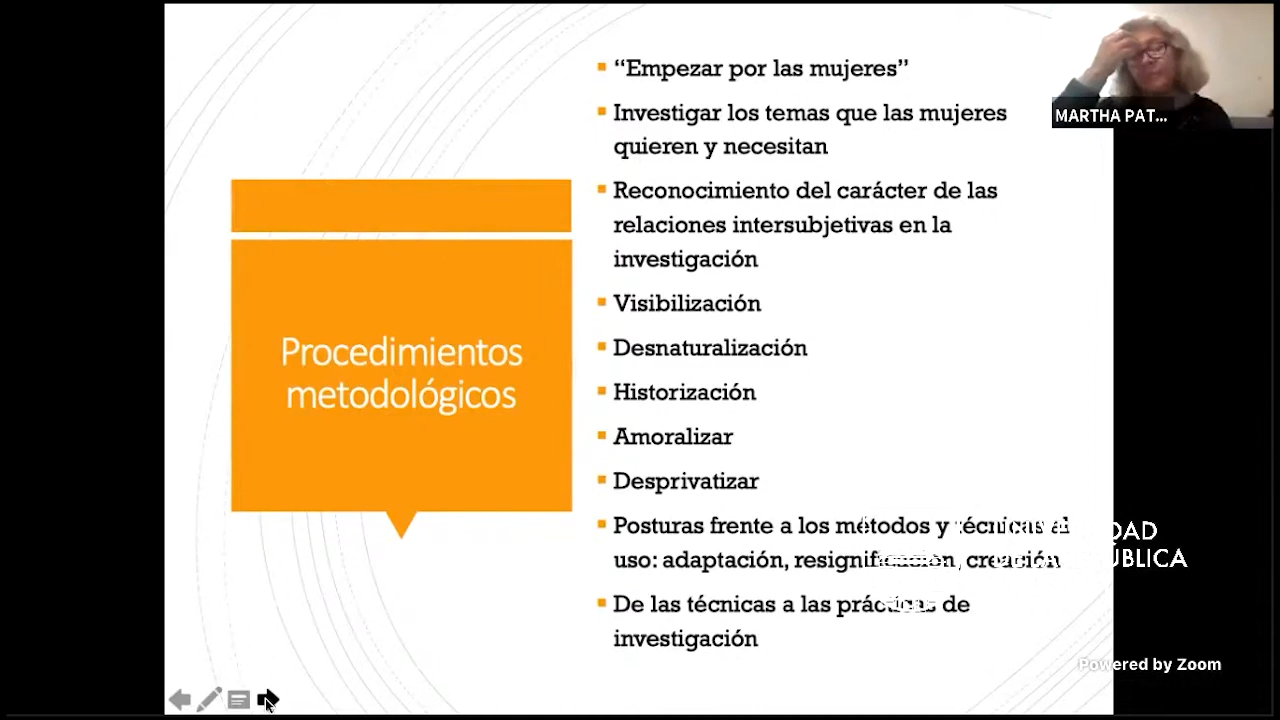 “Empezar por las mujeres”
Investigar los temas que las mujeres
quieren y necesitan
Reconocimiento del carácter de las
relaciones intersubjetivas en la
investigación
Visibilización
Desnaturalización
Historización
Amoralizar
Desprivatizar
Posturas frente a los métodos y técnicas
uso: adaptación, resignificación, creación
De las técnicas a las prácticas de
investigación
Procedimientos
metodológicos
MARTHA PAT...
Powered by Zoom